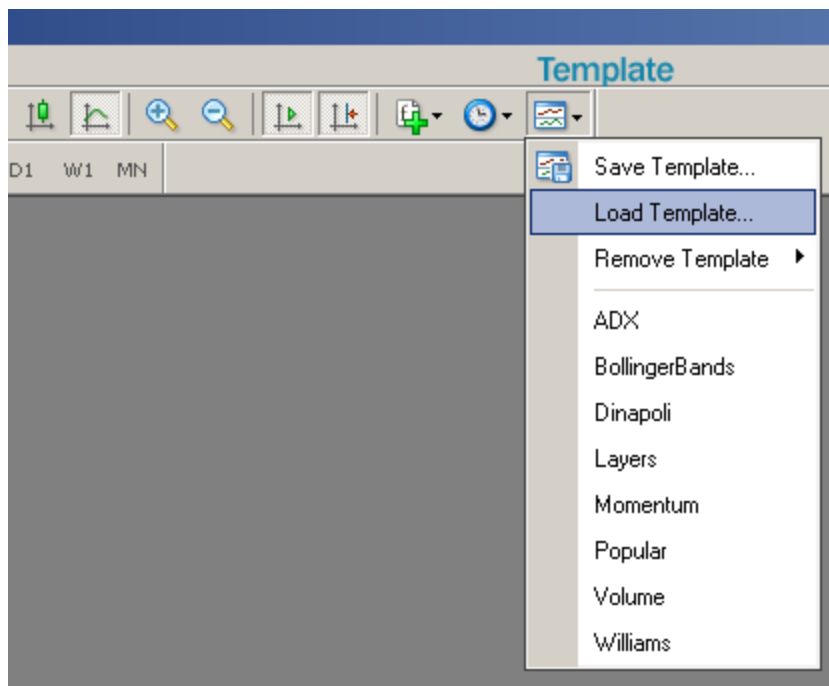 Template
D1 W1 MN
Save Template...
Load Template...
Remove Template
ADX
BollingerBands
Dinapoli
Layers
Momentum
Popular
Volume
Williams